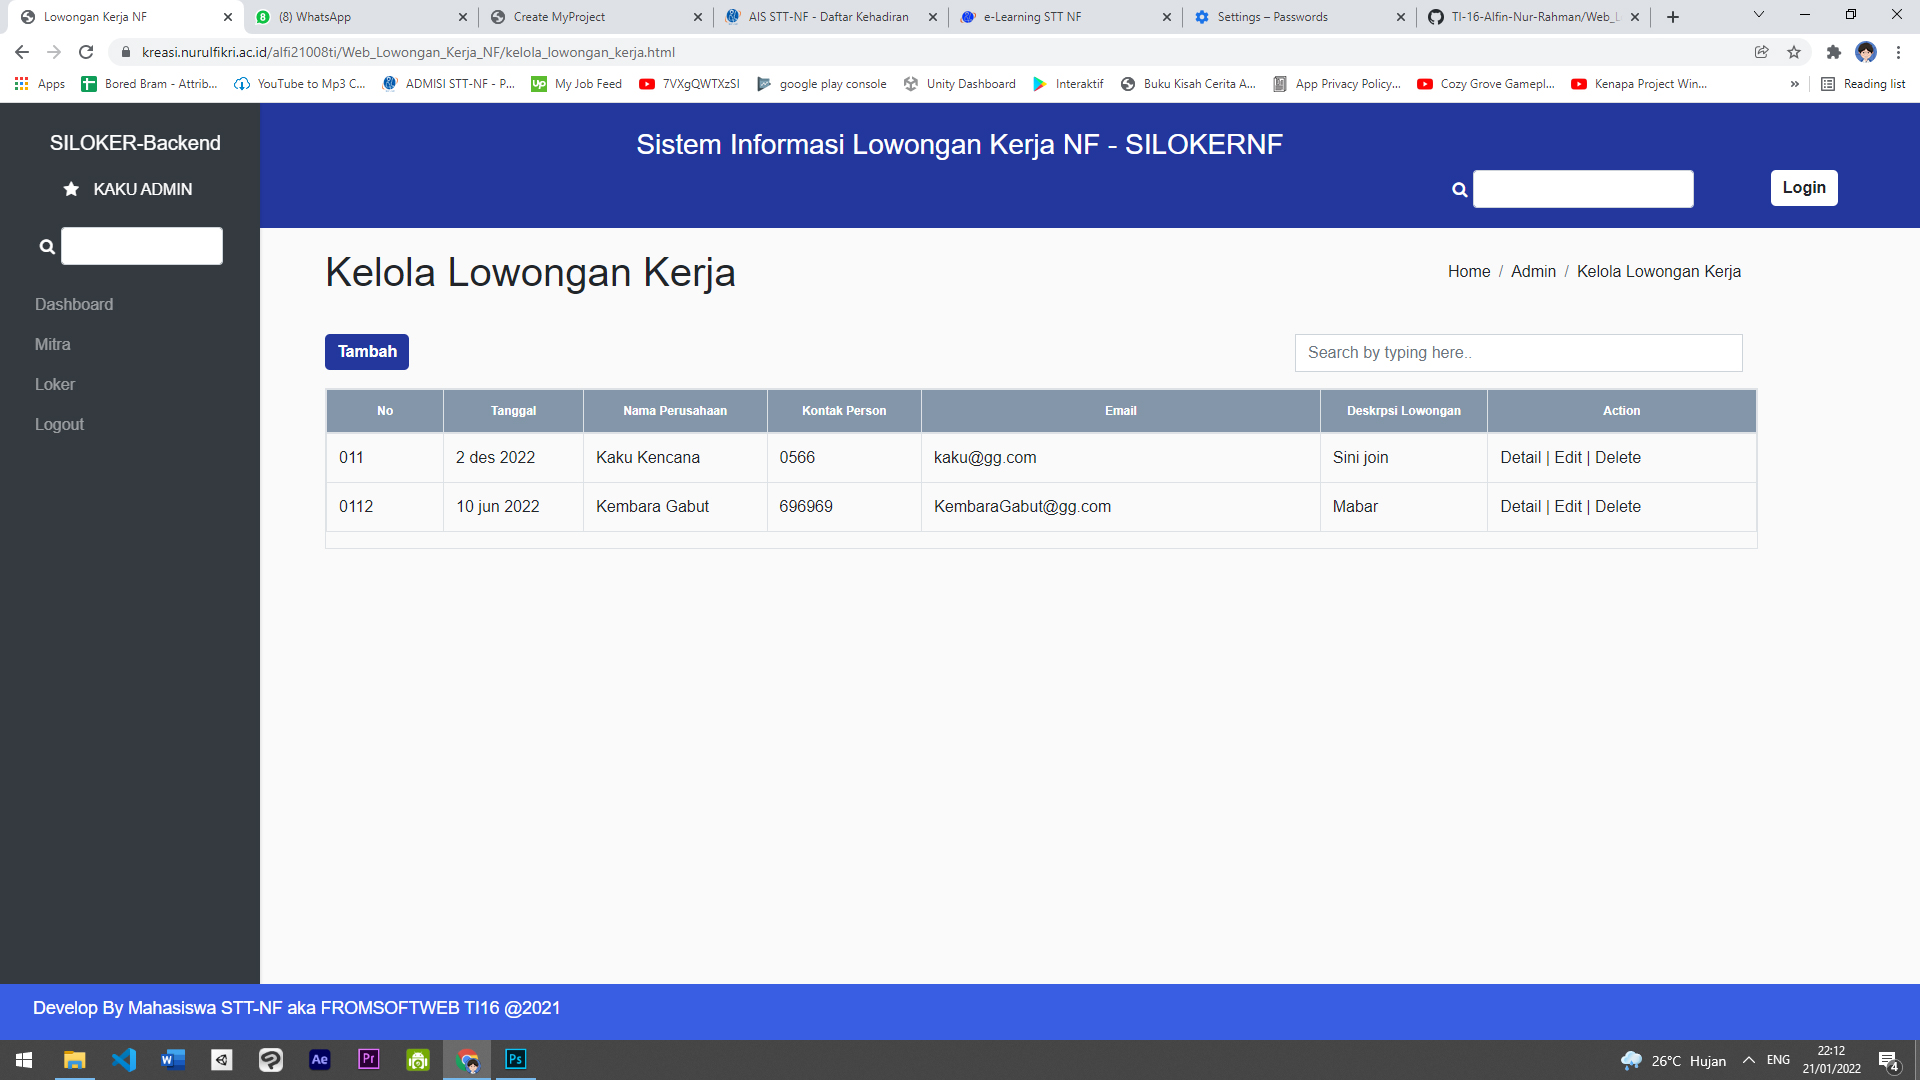 Lowongan Kerja NF
(8) WhatsApp
Create MyProject
AIS STT-NF - Daftar Kehadiran
e-Learning STT NF
Settings – Passwords
TI-16-Alfin-Nur-Rahman/Web_L
kreasi.nurulfikri.ac.id/alfi21008ti/Web_Lowongan_Kerja_NF/kelola_lowongan_kerja.html
Apps
Bored Bram - Attrib...
YouTube to Mp3 C...
ADMISI STT-NF - P...
Up My Job Feed
7VXgQWTXzSI
google play console
Unity Dashboard
Interaktif
Buku Kisah Cerita A...
App Privacy Policy...
Cozy Grove Gamepl...
Kenapa Project Win...
»
Reading list
SILOKER-Backend
KAKU ADMIN
Dashboard
Mitra
Loker
Logout
Sistem Informasi Lowongan Kerja NF - SILOKERNF
Login
Kelola Lowongan Kerja
Home / Admin / Kelola Lowongan Kerja
Tambah
Search by typing here..
No Tanggal Nama Perusahaan Kontak Person Email Deskrpsi Lowongan Action
011 2 des 2022 Kaku Kencana 0566 kaku@gg.com Sini join Detail | Edit | Delete
0112 10 jun 2022 Kembara Gabut 696969 KembaraGabut@gg.com Mabar Detail | Edit | Delete
Develop By Mahasiswa STT-NF aka FROMSOFTWEB TI16 @2021
W
Ae
Pr
Ps
26°C Hujan
ENG
22:12
21/01/2022
4